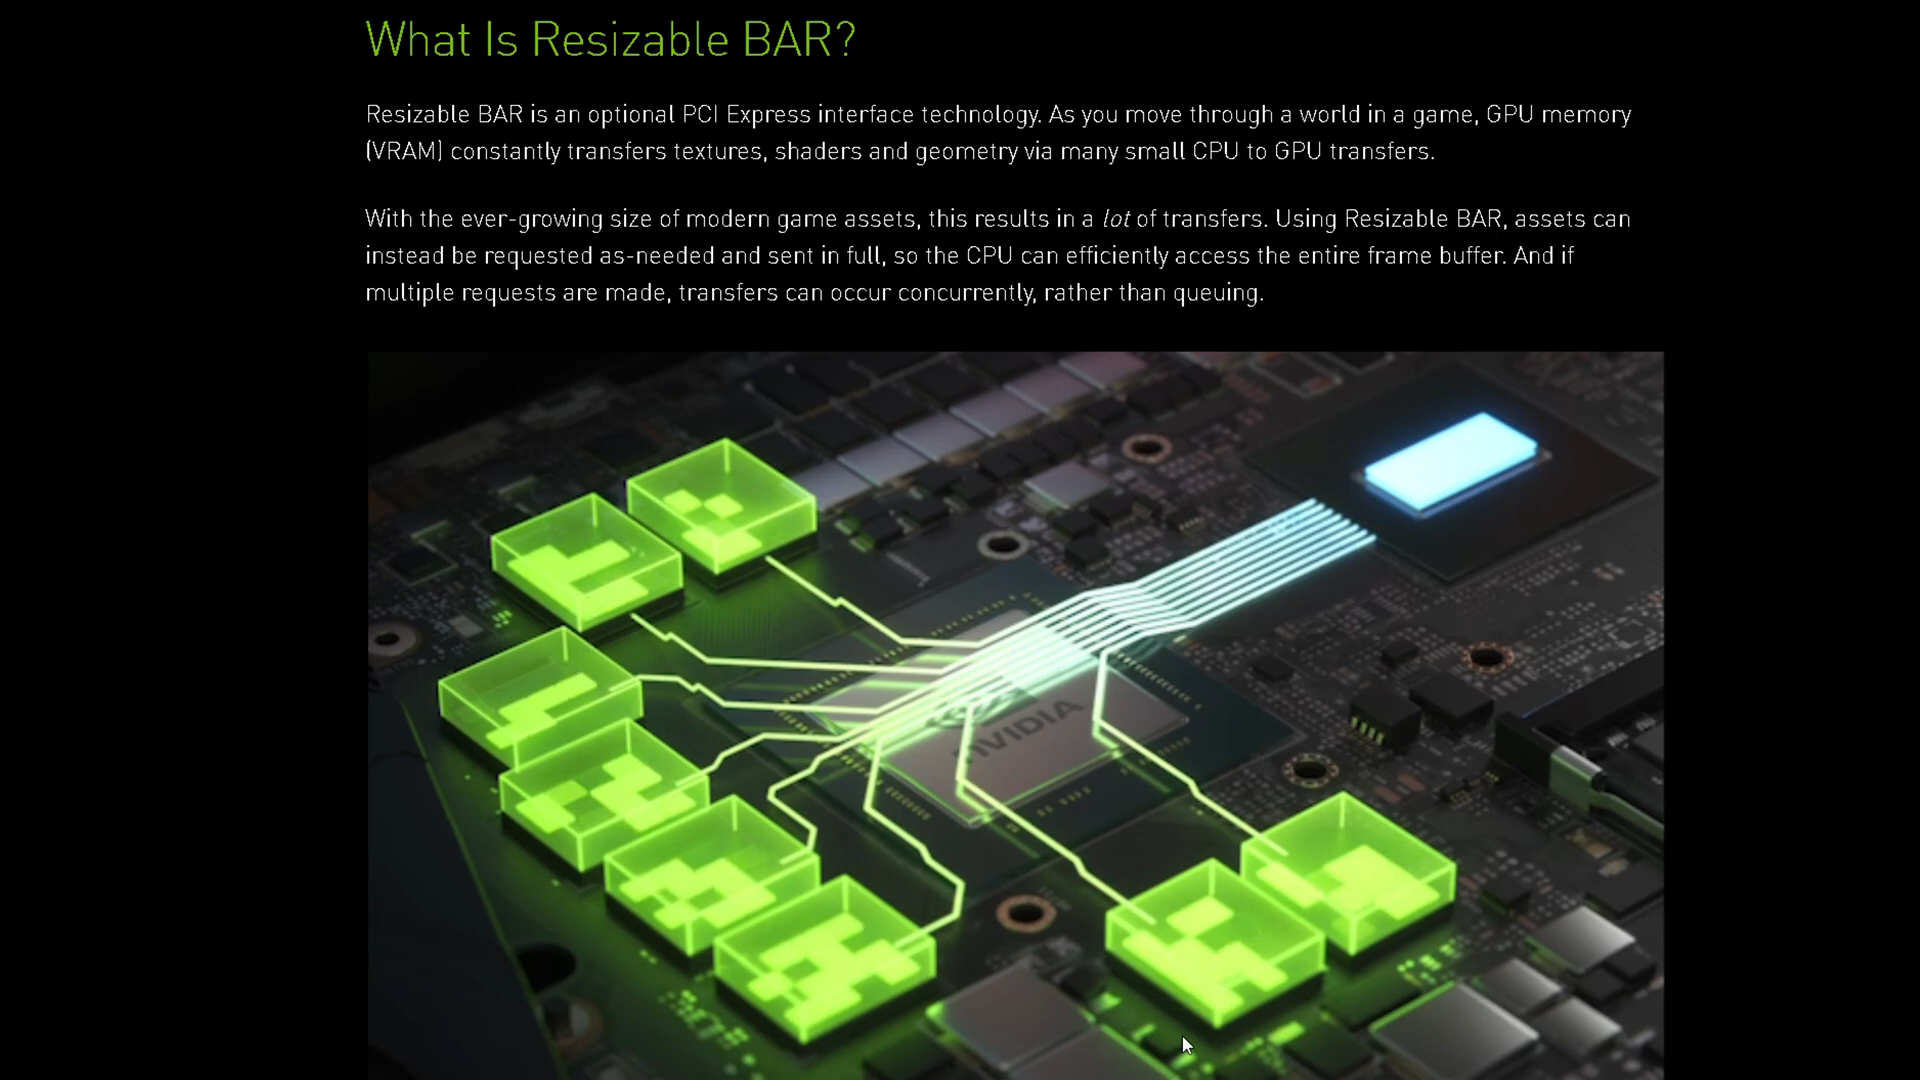 What Is Resizable BAR?
Resizable BAR is an optional PCI Express interface technology. As you move through a world in a game, GPU memory
(VRAM) constantly transfers textures, shaders and geometry via many small CPU to GPU transfers.
With the ever-growing size of modern game assets, this results in a lot of transfers. Using Resizable BAR, assets can
instead be requested as-needed and sent in full, so the CPU can efficiently access the entire frame buffer. And if
multiple requests are made, transfers can occur concurrently, rather than queuing.
NVIDIA